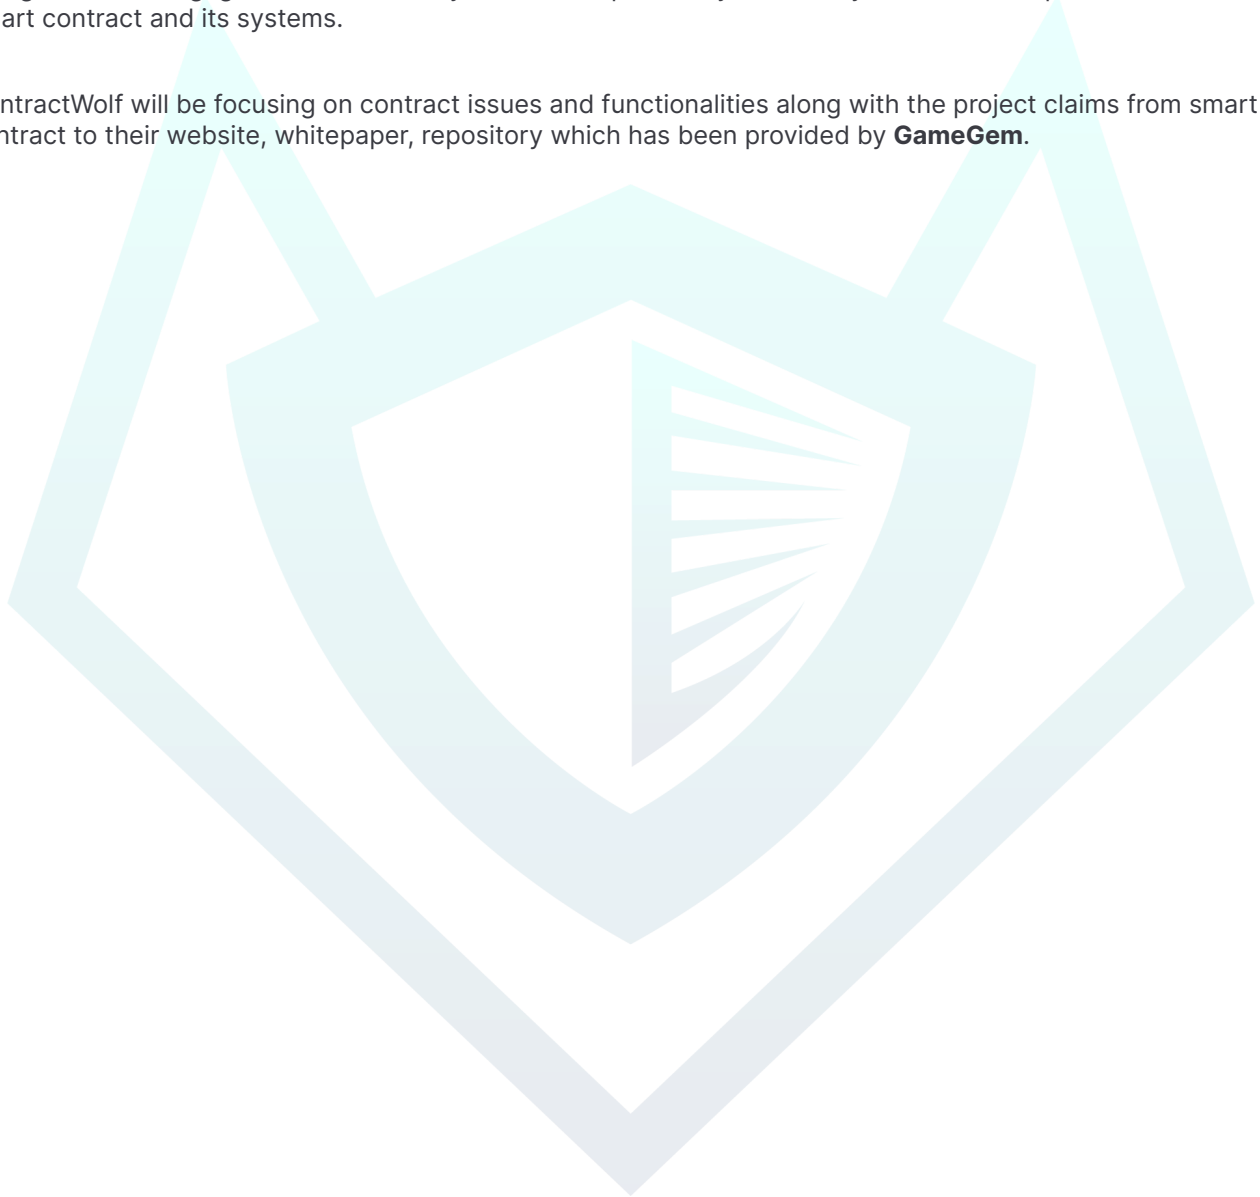 art contract and its systems.
ntractWolf will be focusing on contract issues and functionalities along with the project claims from smart
ntract to their website, whitepaper, repository which has been provided by GameGem.